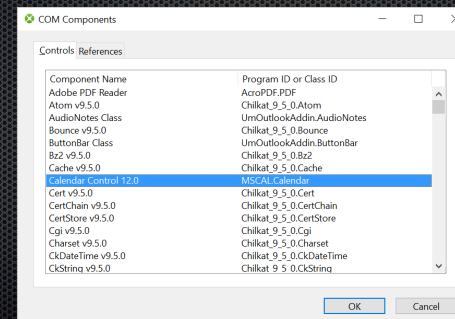 COM Components
Controls References
Component Name Program ID or Class ID
Adobe PDF Reader AcroPDF.PDF
Atom v9.5.0 Chilkat_9_5_0.Atom
AudioNotes Class UmOutlookAddin.AudioNotes
Bounce v9.5.0 Chilkat_9_5_0.Bounce
ButtonBar Class UmOutlookAddin.ButtonBar
Bz2 v9.5.0 Chilkat_9_5_0.Bz2
Cache v9.5.0 Chilkat_9_5_0.Cache
Calendar Control 12.0 MSCAL.Calendar
Cert v9.5.0 Chilkat_9_5_0.Cert
CertChain v9.5.0 Chilkat_9_5_0.CertChain
CertStore v9.5.0 Chilkat_9_5_0.CertStore
Cgi v9.5.0 Chilkat_9_5_0.Cgi
Charset v9.5.0 Chilkat_9_5_0.Charset
CkDateTime v9.5.0 Chilkat_9_5_0.CkDateTime
CkString v9.5.0 Chilkat_9_5_0.CkString
OK Cancel